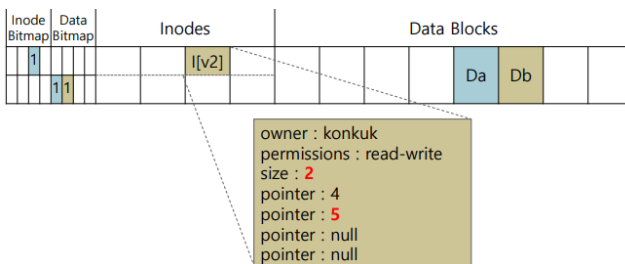 Inode Data
Bitmap Bitmap
Inodes
Data Blocks
1
I[v2]
Da
Db
1 1
owner : konkuk
permissions : read-write
size : 2
pointer : 4
pointer : 5
pointer : null
pointer : null